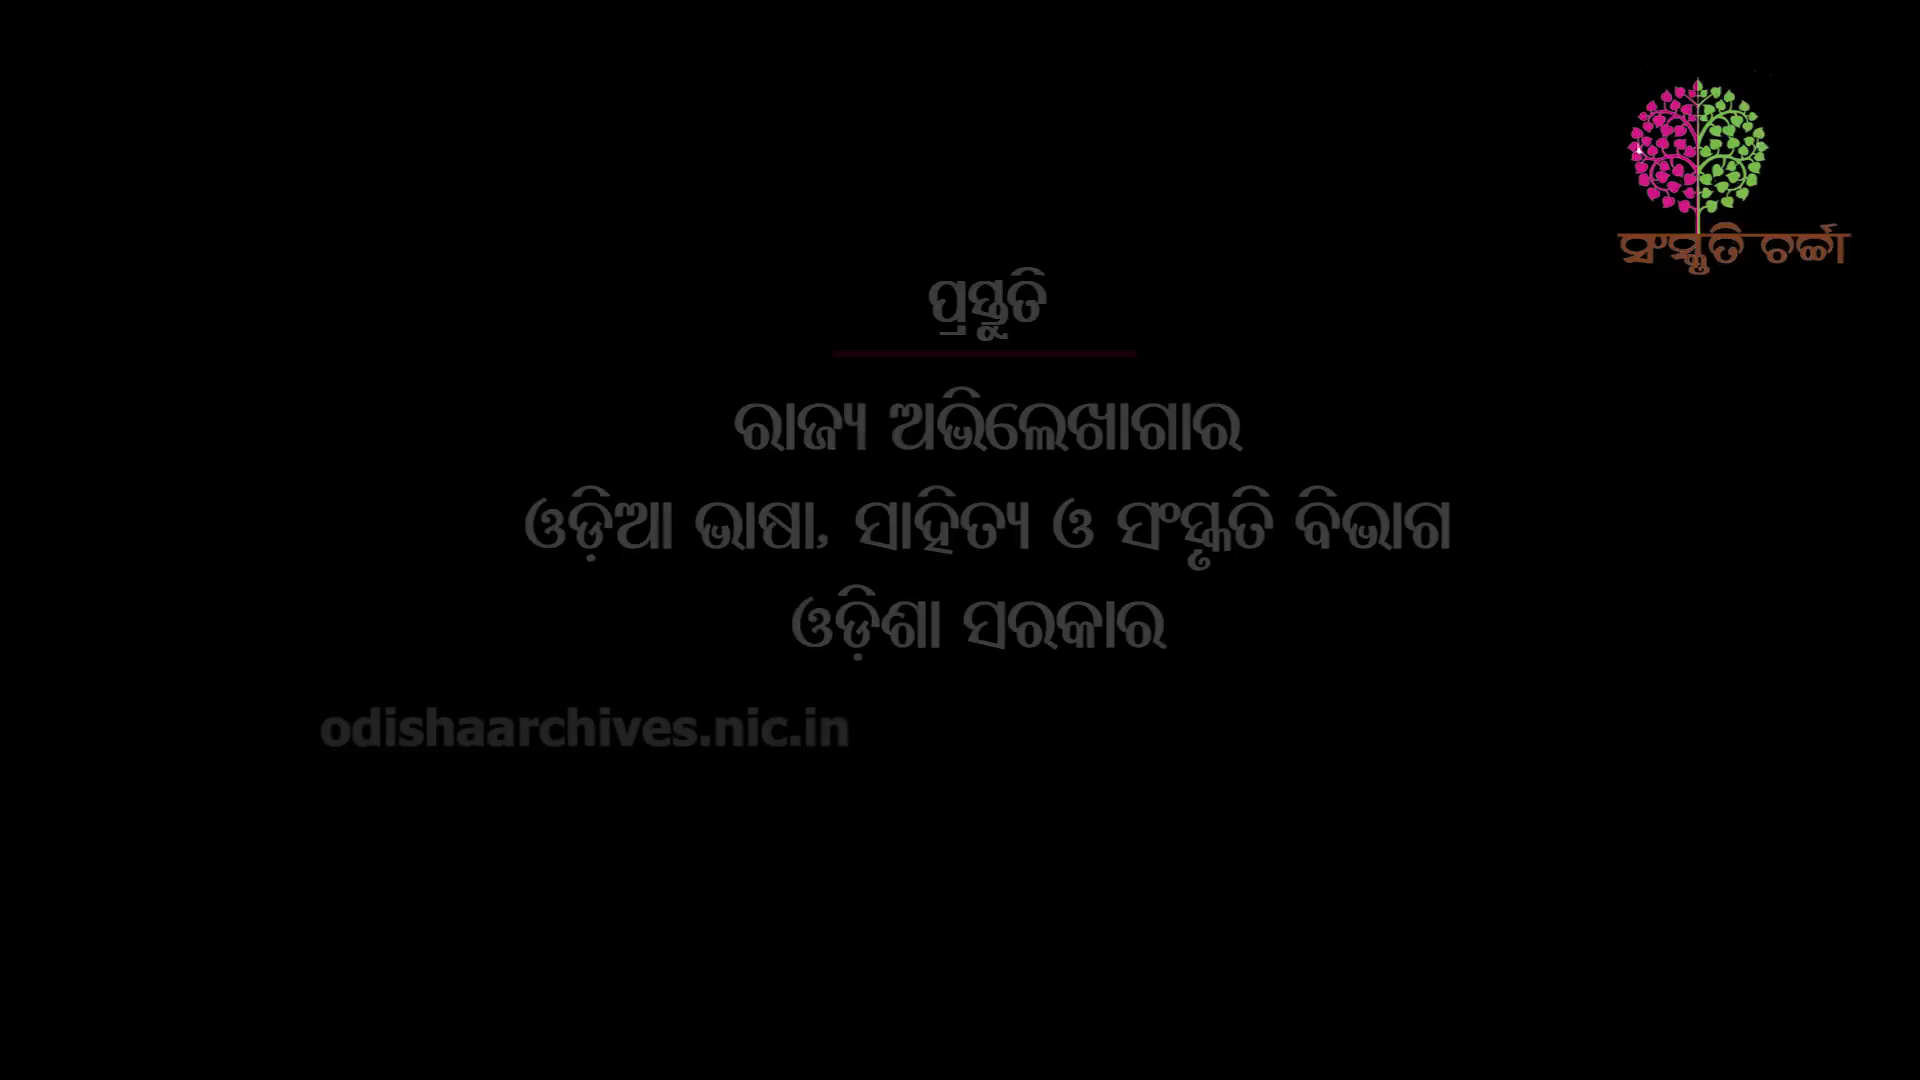 ସଂସ୍କୃତି ଚର୍ଚ୍ଚା
ପ୍ରସ୍ତୁତି
ରାଜ୍ୟ ଅଭିଲେଖାଗାର
ଓଡ଼ିଆ ଭାଷା, ସାହିତ୍ୟ ଓ ସଂସ୍କୃତି ବିଭାଗ
ଓଡ଼ିଶା ସରକାର
odishaarchives.nic.in